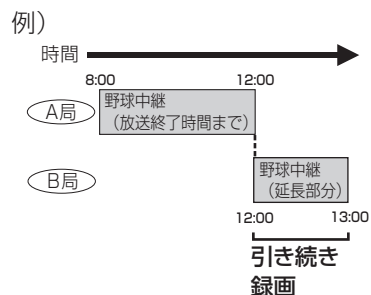 例）
時間
8:00 12:00
A局
野球中継
（放送終了時間まで）
B局
野球中継
（延長部分）
12:00 13:00
引き続き
録画